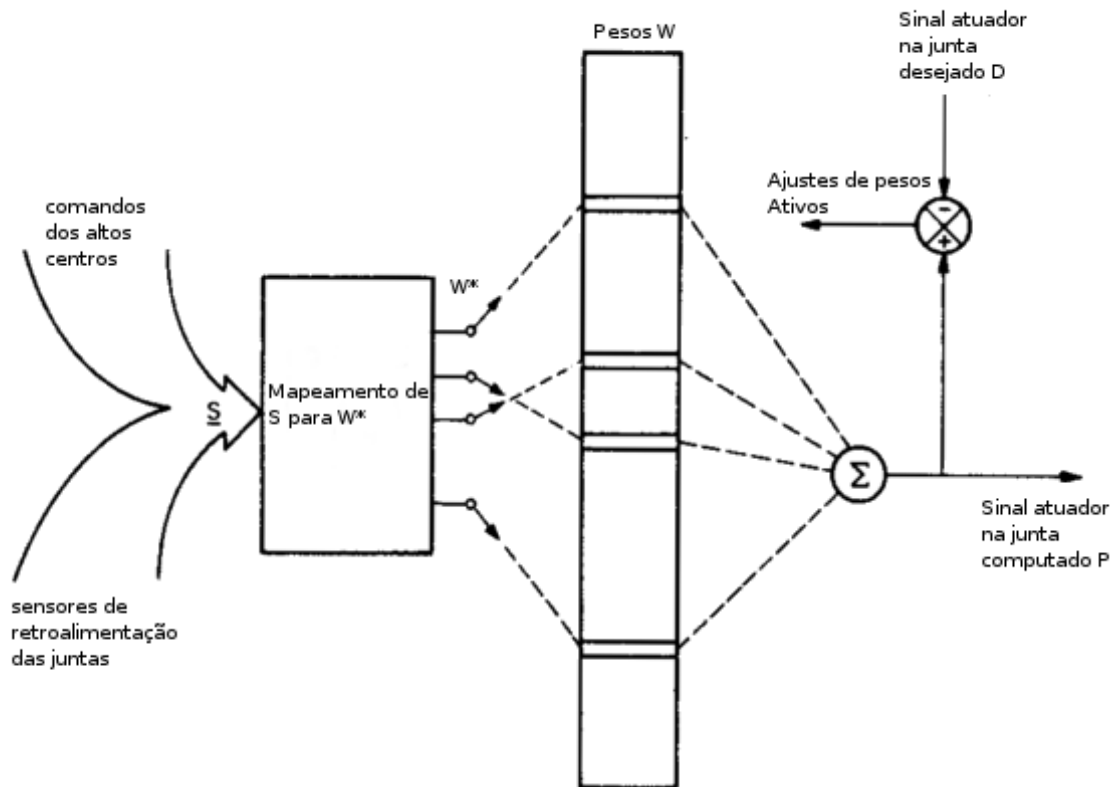 Pesos W
Sinal atuador
na junta
desejado D
Ajustes de pesos
Ativos
-
+
comandos
dos altos
centros
W*
S
Mapeamento de
S para W*
Σ
Sinal atuador
na junta
computado P
sensores de
retroalimentação
das juntas